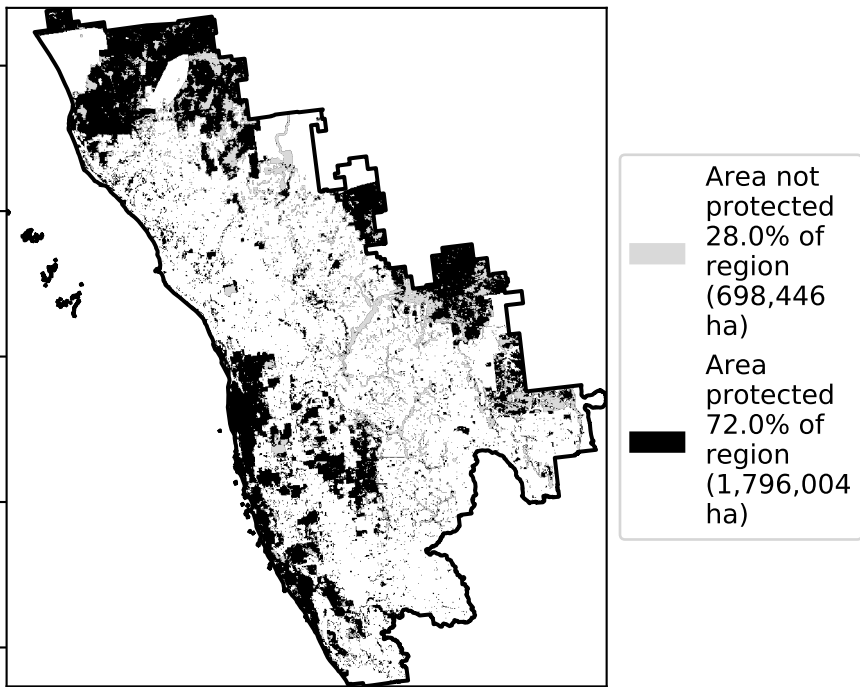 Area not
protected
28.0% of
region
(698,446
ha)
Area
protected
72.0% of
region
(1,796,004
ha)